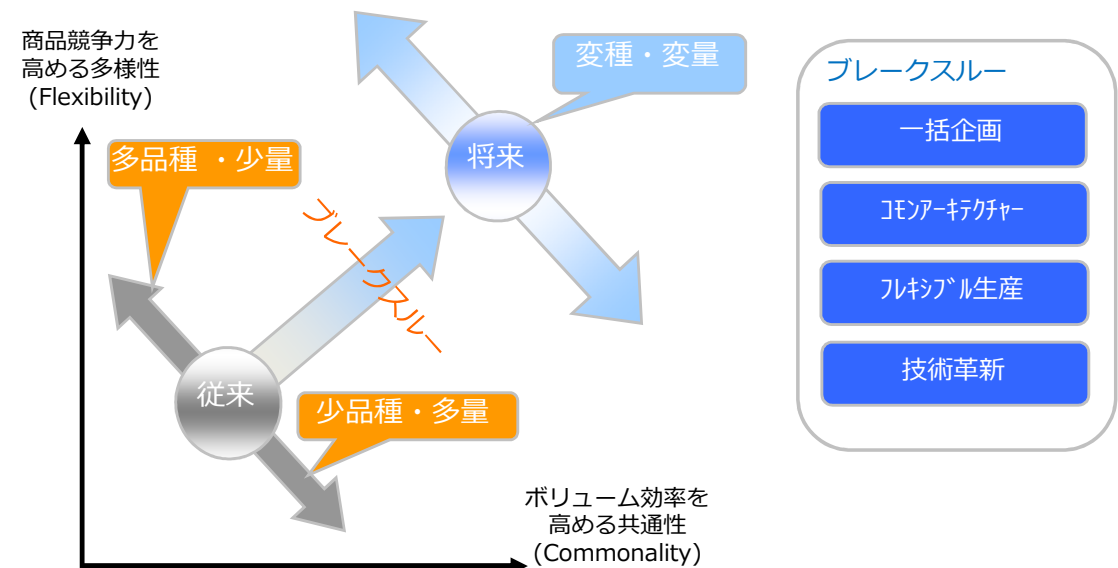 商品競争力を
高める多様性
(Flexibility)
多品種 ・少量
変種・変量
将来
ブレークスルー
従来
少品種・多量
ボリューム効率を
高める共通性
(Commonality)
ブレークスルー
一括企画
ｺﾓﾝｱｰｷﾃｸﾁｬｰ
ﾌﾚｷｼﾌﾞﾙ生産
技術革新